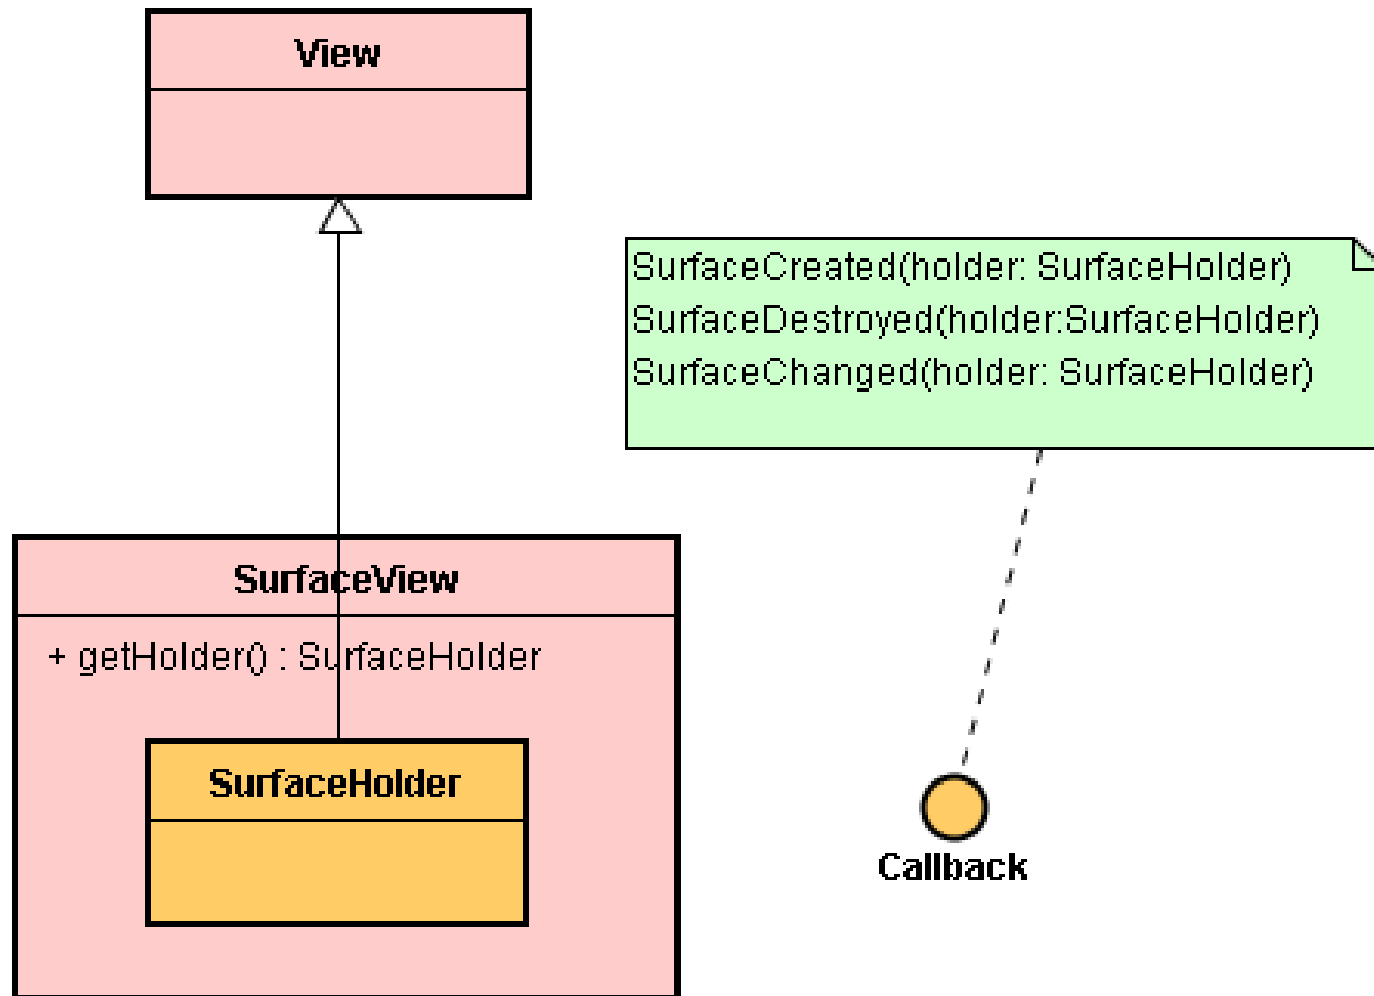 View
SurfaceCreated(holder: SurfaceHolder)
SurfaceDestroyed(holder:SurfaceHolder)
SurfaceChanged(holder: SurfaceHolder)
SurfaceView
+ getHolder() : SurfaceHolder
SurfaceHolder
Callback